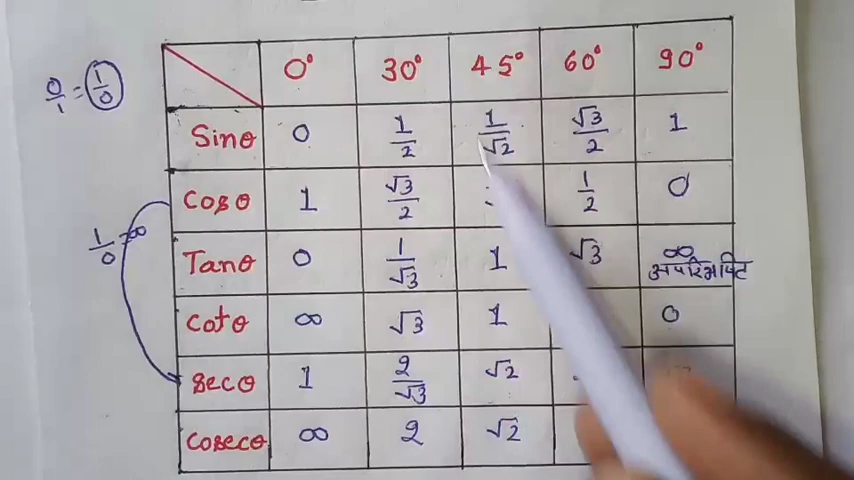 0/1 = 1/0
0° 30° 45° 60° 90°
Sinθ 0 1/2 1/√2 √3/2 1
Cosθ 1 √3/2 1/2 0
1/0 = ∞
Tanθ 0 1/√3 1 √3 ∞
अपरिभाषित
Cotθ ∞ √3 1 0
Secθ 1 2/√3 √2
Cosecθ ∞ 2 √2